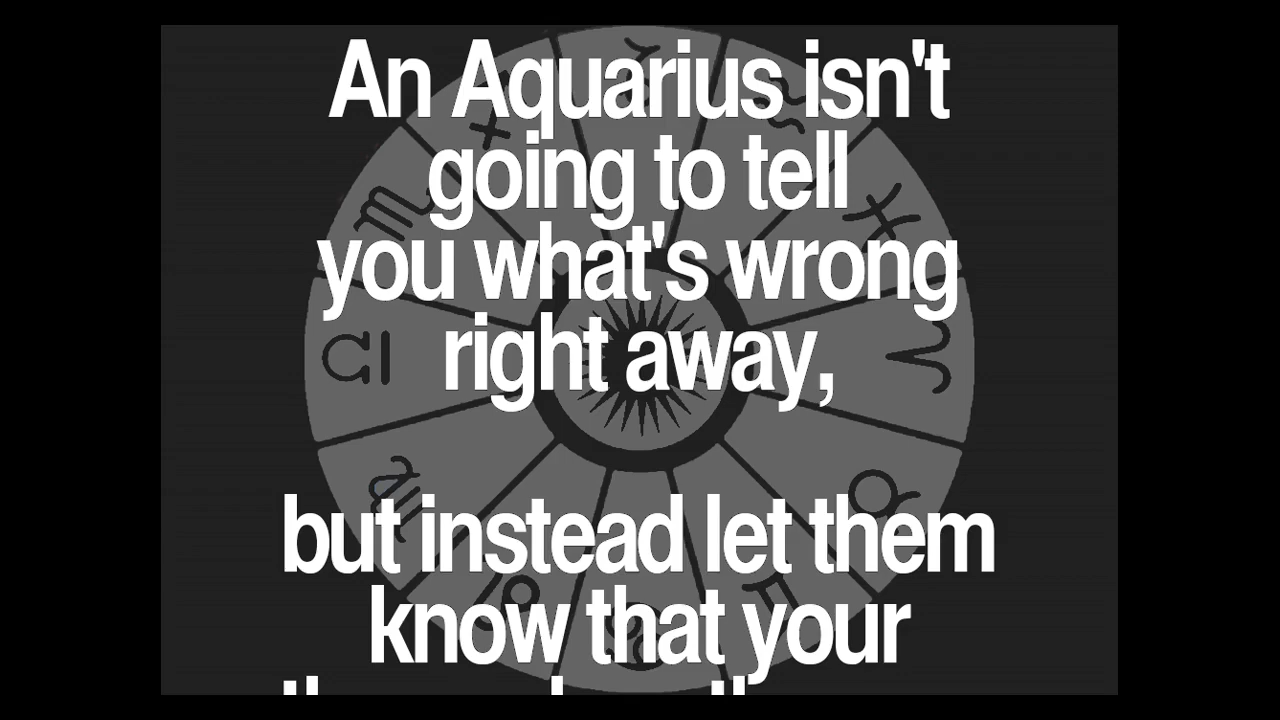 An Aquarius isn't
going to tell
you what's wrong
right away,
but instead let them
know that your